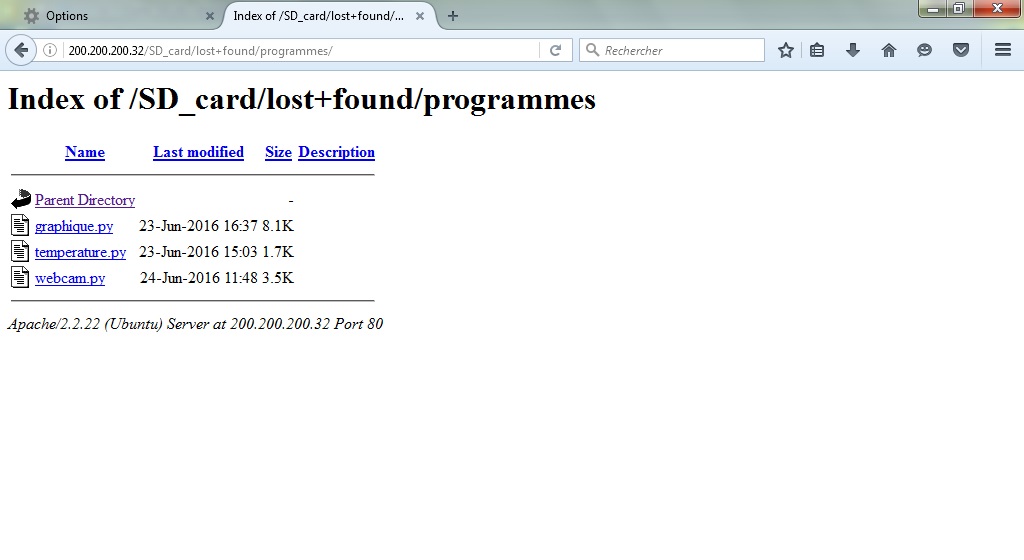 Options
Index of /SD_card/lost+found/...
200.200.200.32/SD_card/lost+found/programmes/
Rechercher
Index of /SD_card/lost+found/programmes
Name Last modified Size Description
Parent Directory -
graphique.py 23-Jun-2016 16:37 8.1K
temperature.py 23-Jun-2016 15:03 1.7K
webcam.py 24-Jun-2016 11:48 3.5K
Apache/2.2.22 (Ubuntu) Server at 200.200.200.32 Port 80